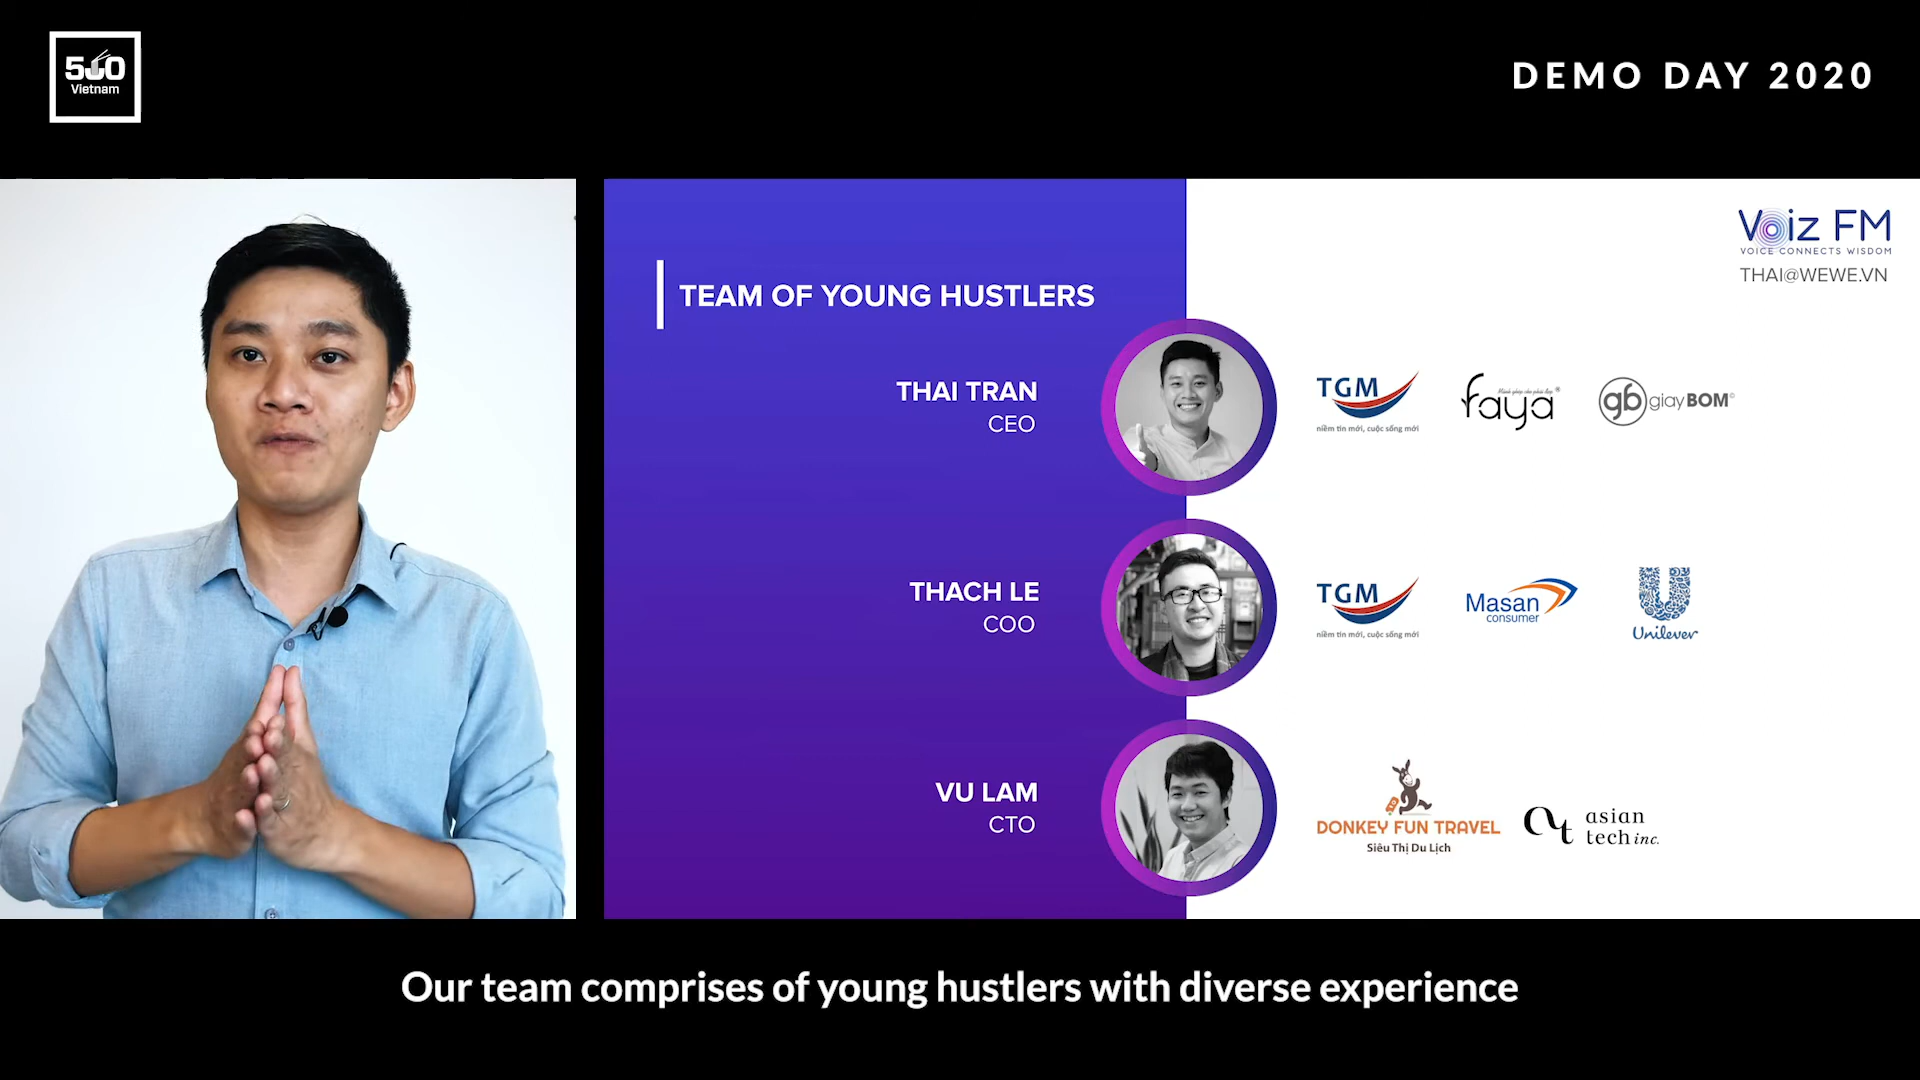 500
Vietnam
DEMO DAY 2020
Voiz FM
VOICE CONNECTS WISDOM
THAI@WEWE.VN
TEAM OF YOUNG HUSTLERS
THAI TRAN
CEO
TGM
niềm tin mới, cuộc sống mới
faya®
gb giayBOM
THACH LE
COO
TGM
niềm tin mới, cuộc sống mới
Masan
consumer
Unilever
VU LAM
CTO
DONKEY FUN TRAVEL
Siêu Thị Du Lịch
asian
tech inc.
Our team comprises of young hustlers with diverse experience